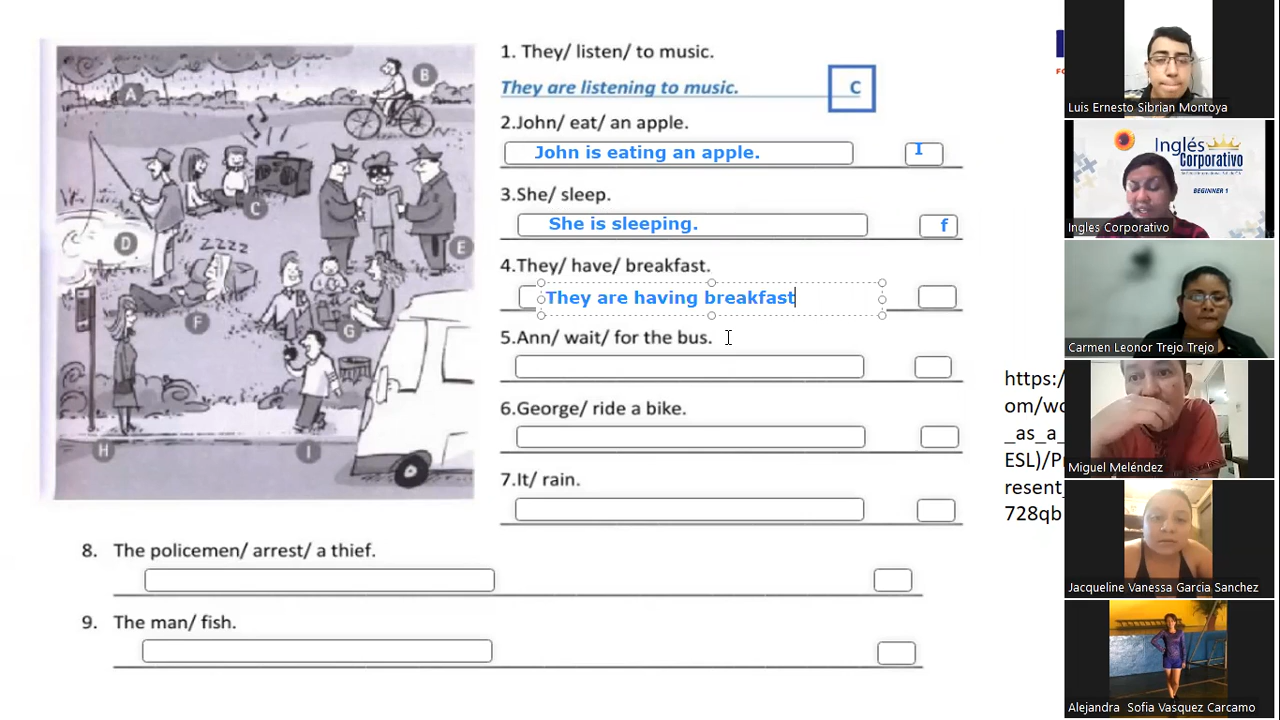 A
B
C
D
E
ZZZZ
F
G
H
I
1. They/ listen/ to music.
They are listening to music. C
2.John/ eat/ an apple.
John is eating an apple. I
3.She/ sleep.
She is sleeping. f
4.They/ have/ breakfast.
They are having breakfast
5.Ann/ wait/ for the bus.
6.George/ ride a bike.
7.It/ rain.
8. The policemen/ arrest/ a thief.
9. The man/ fish.
https:/
om/wo
_as_a_
ESL)/Pr
resent_
728qb
Luis Ernesto Sibrian Montoya
Inglés
Corporativo
BEGINNER 1
Ingles Corporativo
Carmen Leonor Trejo Trejo
Miguel Meléndez
Jacqueline Vanessa Garcia Sanchez
Alejandra Sofia Vasquez Carcamo